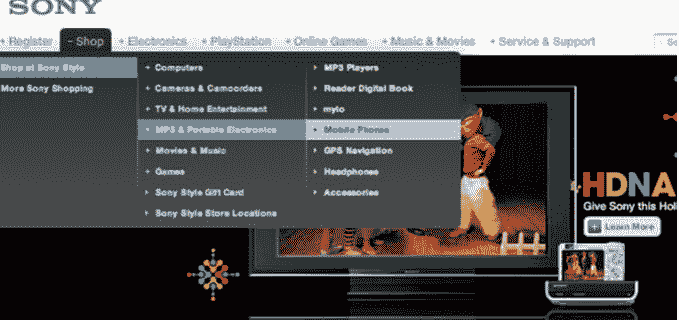 SONY
Register Shop Electronics PlayStation Online Games Music & Movies Service & Support
Shop at Sony Style
More Sony Shopping
Computers
Cameras & Camcorders
TV & Home Entertainment
MP3 & Portable Electronics
Movies & Music
Games
Sony Style Gift Card
Sony Style Store Locations
MP3 Players
Reader Digital Book
mylo
Mobile Phones
GPS Navigation
Headphones
Accessories
HDNA
Give Sony this Holi
Learn More